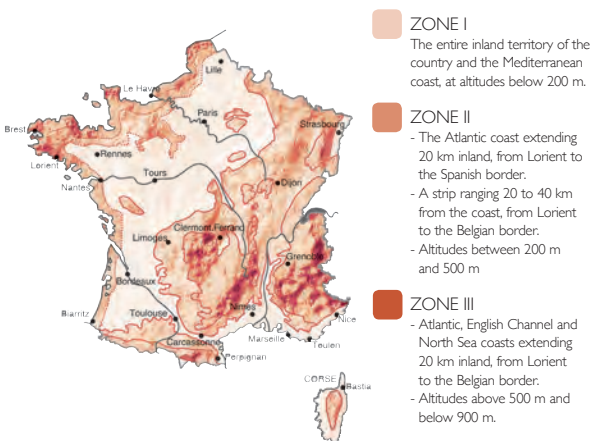 Lille
Le Havre
Paris
Strasbourg
Brest
Rennes
Lorient
Tours
Nantes
Dijon
Clermont-Ferrand
Limoges
Grenoble
Bordeaux
Biarritz
Toulouse
Nimes
Nice
Marseille
Toulon
Carcassonne
Perpignan
CORSE
Bastia
ZONE I
The entire inland territory of the
country and the Mediterranean
coast, at altitudes below 200 m.
ZONE II
- The Atlantic coast extending
20 km inland, from Lorient to
the Spanish border.
- A strip ranging 20 to 40 km
from the coast, from Lorient
to the Belgian border.
- Altitudes between 200 m
and 500 m
ZONE III
- Atlantic, English Channel and
North Sea coasts extending
20 km inland, from Lorient
to the Belgian border.
- Altitudes above 500 m and
below 900 m.